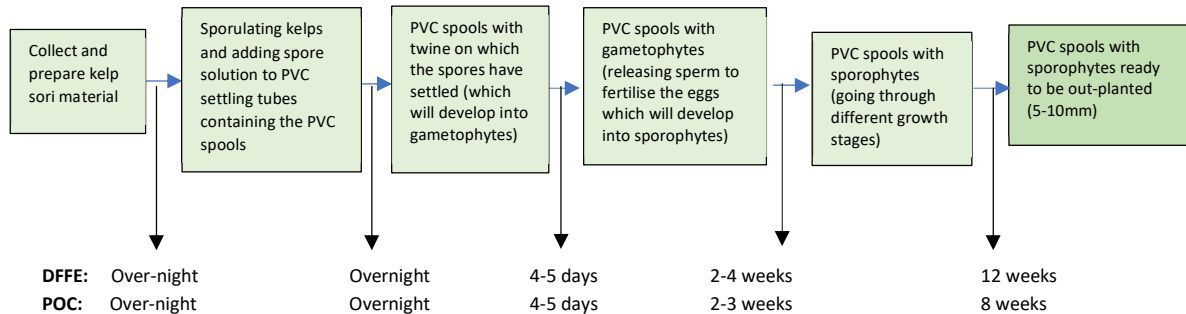 Collect and
prepare kelp
sori material
Sporulating kelps
and adding spore
solution to PVC
settling tubes
containing the PVC
spools
PVC spools with
twine on which
the spores have
settled (which
will develop into
gametophytes)
PVC spools with
gametophytes
(releasing sperm to
fertilise the eggs
which will develop
into sporophytes)
PVC spools with
sporophytes
(going through
different growth
stages)
PVC spools with
sporophytes ready
to be out-planted
(5-10mm)
DFFE: Over-night Overnight 4-5 days 2-4 weeks 12 weeks
POC: Over-night Overnight 4-5 days 2-3 weeks 8 weeks